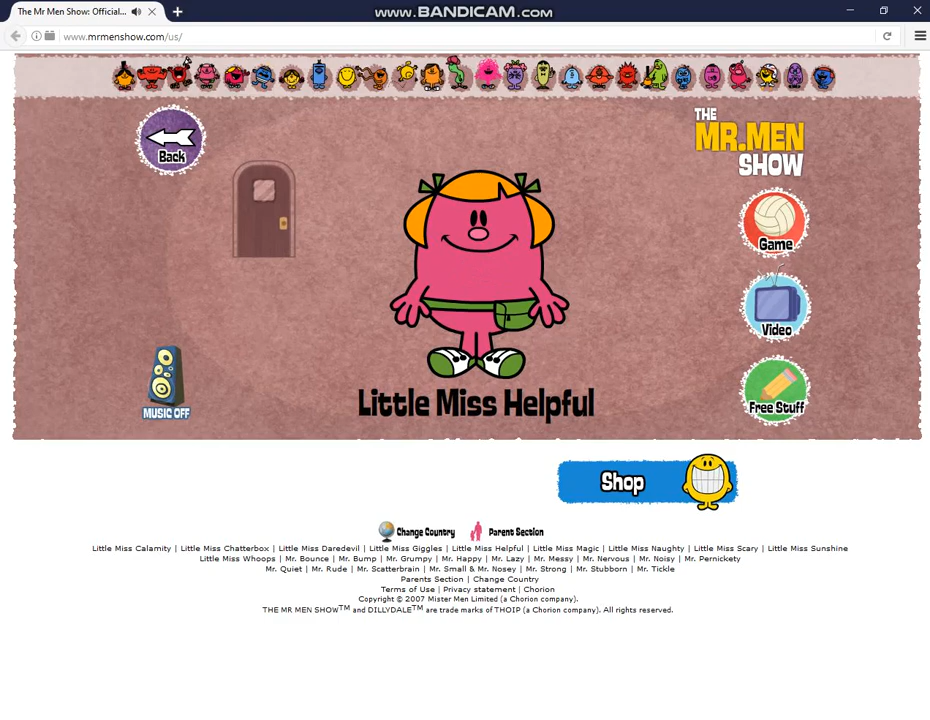 The Mr Men Show: Official...
www.BANDICAM.com
www.mrmenshow.com/us/
Back
THE
MR.MEN
SHOW
Game
Video
MUSIC OFF
Little Miss Helpful
Free Stuff
Shop
Change Country Parent Section
Little Miss Calamity | Little Miss Chatterbox | Little Miss Daredevil | Little Miss Giggles | Little Miss Helpful | Little Miss Magic | Little Miss Naughty | Little Miss Scary | Little Miss Sunshine
Little Miss Whoops | Mr. Bounce | Mr. Bump | Mr. Grumpy | Mr. Happy | Mr. Lazy | Mr. Messy | Mr. Nervous | Mr. Noisy | Mr. Pernickety
Mr. Quiet | Mr. Rude | Mr. Scatterbrain | Mr. Small & Mr. Nosey | Mr. Strong | Mr. Stubborn | Mr. Tickle
Parents Section | Change Country
Terms of Use | Privacy statement | Chorion
Copyright © 2007 Mister Men Limited (a Chorion company).
THE MR MEN SHOW™ and DILLYDALE™ are trade marks of THOIP (a Chorion company). All rights reserved.